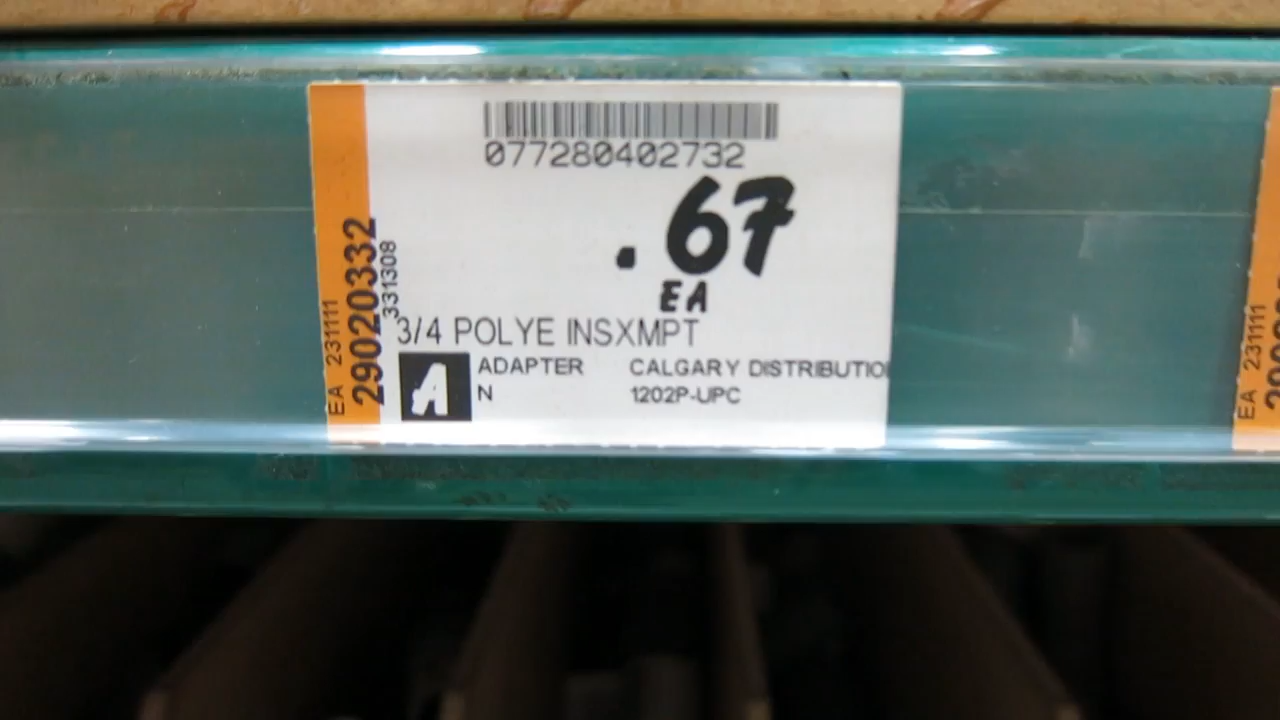 077280402732
.67
EA
3/4 POLYE INSXMPT
A
ADAPTER CALGARY DISTRIBUTIO
N 1202P-UPC
EA 231111
29020332
331308
EA 231111